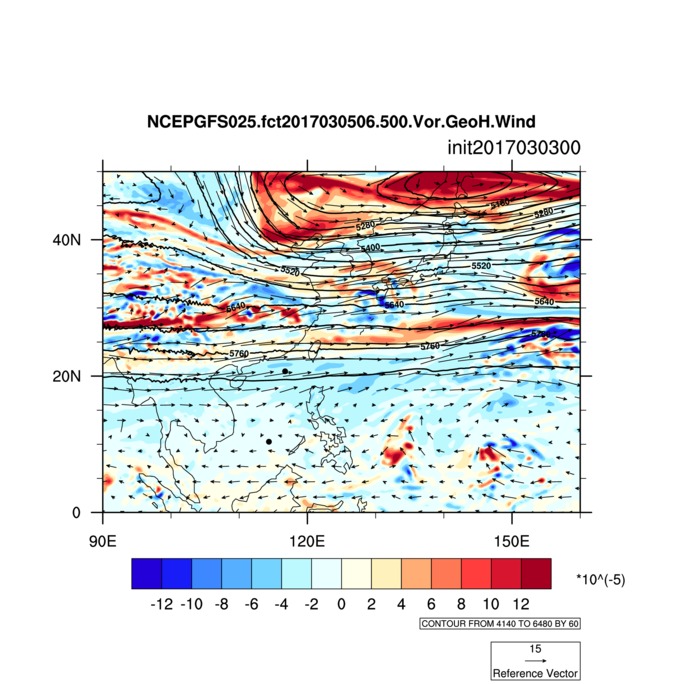 NCEPGFS025.fct2017030506.500.Vor.GeoH.Wind
init2017030300
5160
5280
5280
40N
5400
5520
5520
5640
5640
5640
5760
5760
20N
0
90E 120E 150E
-12 -10 -8 -6 -4 -2 0 2 4 6 8 10 12
*10^(-5)
CONTOUR FROM 4140 TO 6480 BY 60
15
Reference Vector